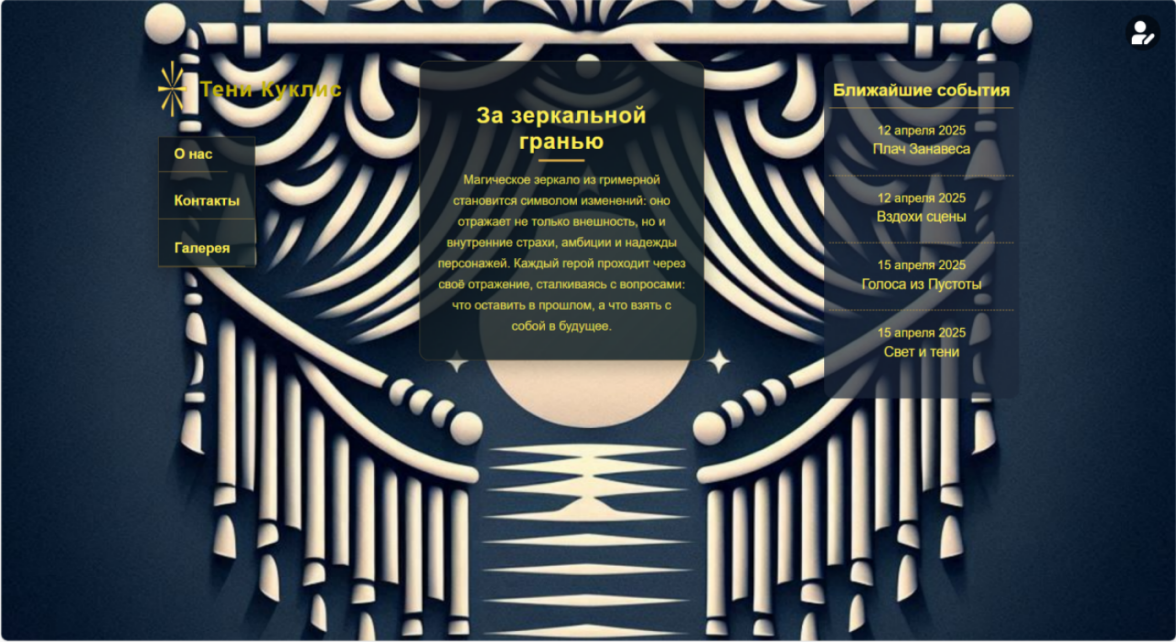 Тени Куклис
О нас
Контакты
Галерея
За зеркальной
гранью
Магическое зеркало из гримерной
становится символом изменений: оно
отражает не только внешность, но и
внутренние страхи, амбиции и надежды
персонажей. Каждый герой проходит через
своё отражение, сталкиваясь с вопросами:
что оставить в прошлом, а что взять с
собой в будущее.
Ближайшие события
12 апреля 2025
Плач Занавеса
12 апреля 2025
Вздохи сцены
15 апреля 2025
Голоса из Пустоты
15 апреля 2025
Свет и тени